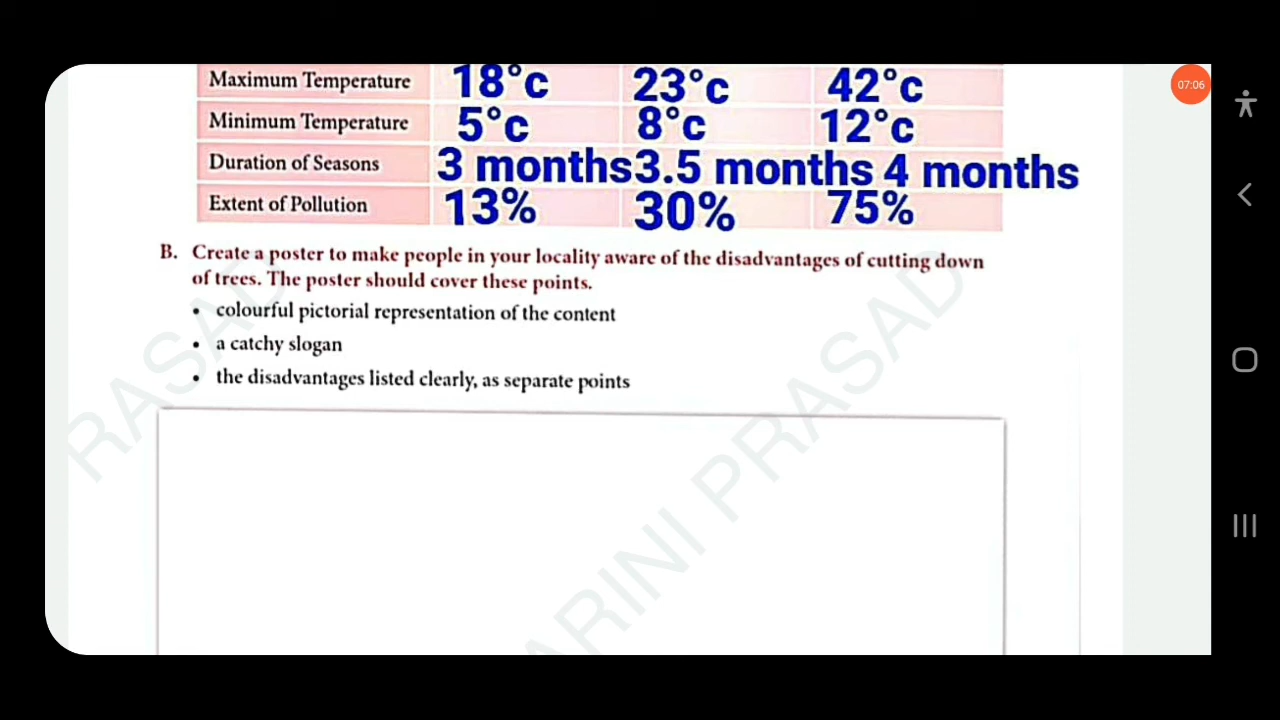 Maximum Temperature 18°c 23°c 42°c
Minimum Temperature 5°c 8°c 12°c
Duration of Seasons 3 months 3.5 months 4 months
Extent of Pollution 13% 30% 75%
07:06
B. Create a poster to make people in your locality aware of the disadvantages of cutting down
of trees. The poster should cover these points.
• colourful pictorial representation of the content
• a catchy slogan
• the disadvantages listed clearly, as separate points
RASAD
ARINI PRASAD